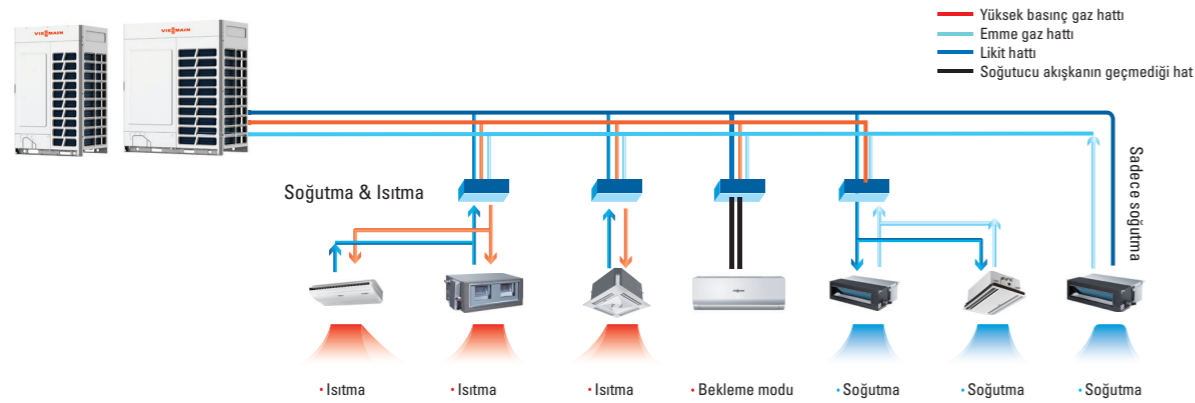 Yüksek basınç gaz hattı
Emme gaz hattı
Likit hattı
Soğutucu akışkanın geçmediği hat
VIESMANN
VIESMANN
Soğutma & Isıtma
Sadece soğutma
• Isıtma
• Isıtma
• Isıtma
• Bekleme modu
• Soğutma
• Soğutma
• Soğutma